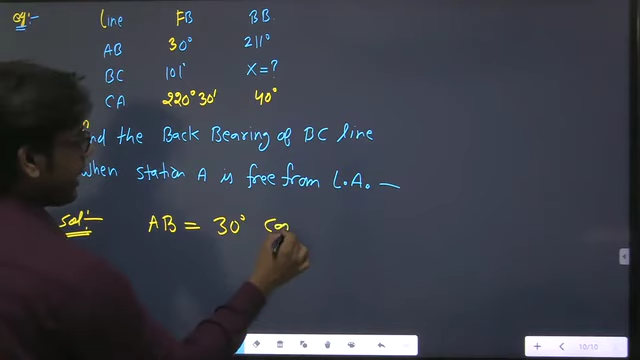 Q:- Line FB BB
AB 30° 211°
BC 101° X=?
CA 220°30' 40°
nd the Back Bearing of BC line
when station A is free from L.A.
Sol:- AB = 30° Co
10/10